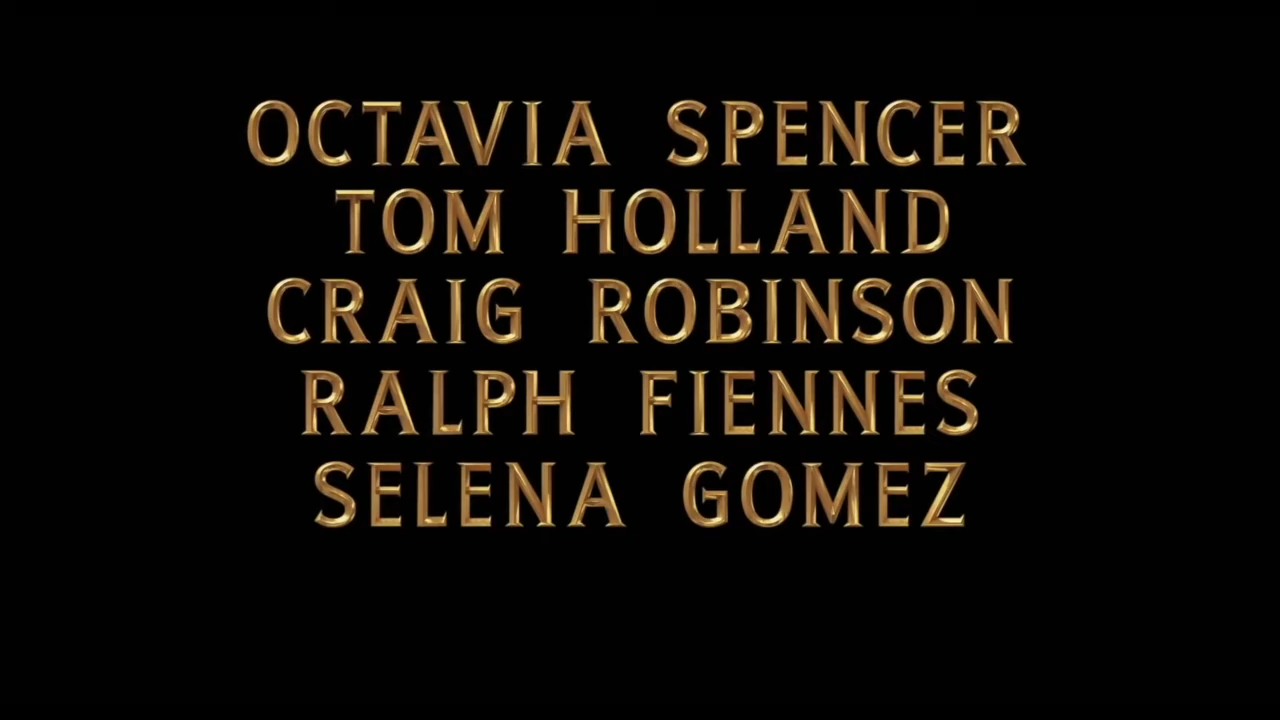 OCTAVIA SPENCER
TOM HOLLAND
CRAIG ROBINSON
RALPH FIENNES
SELENA GOMEZ